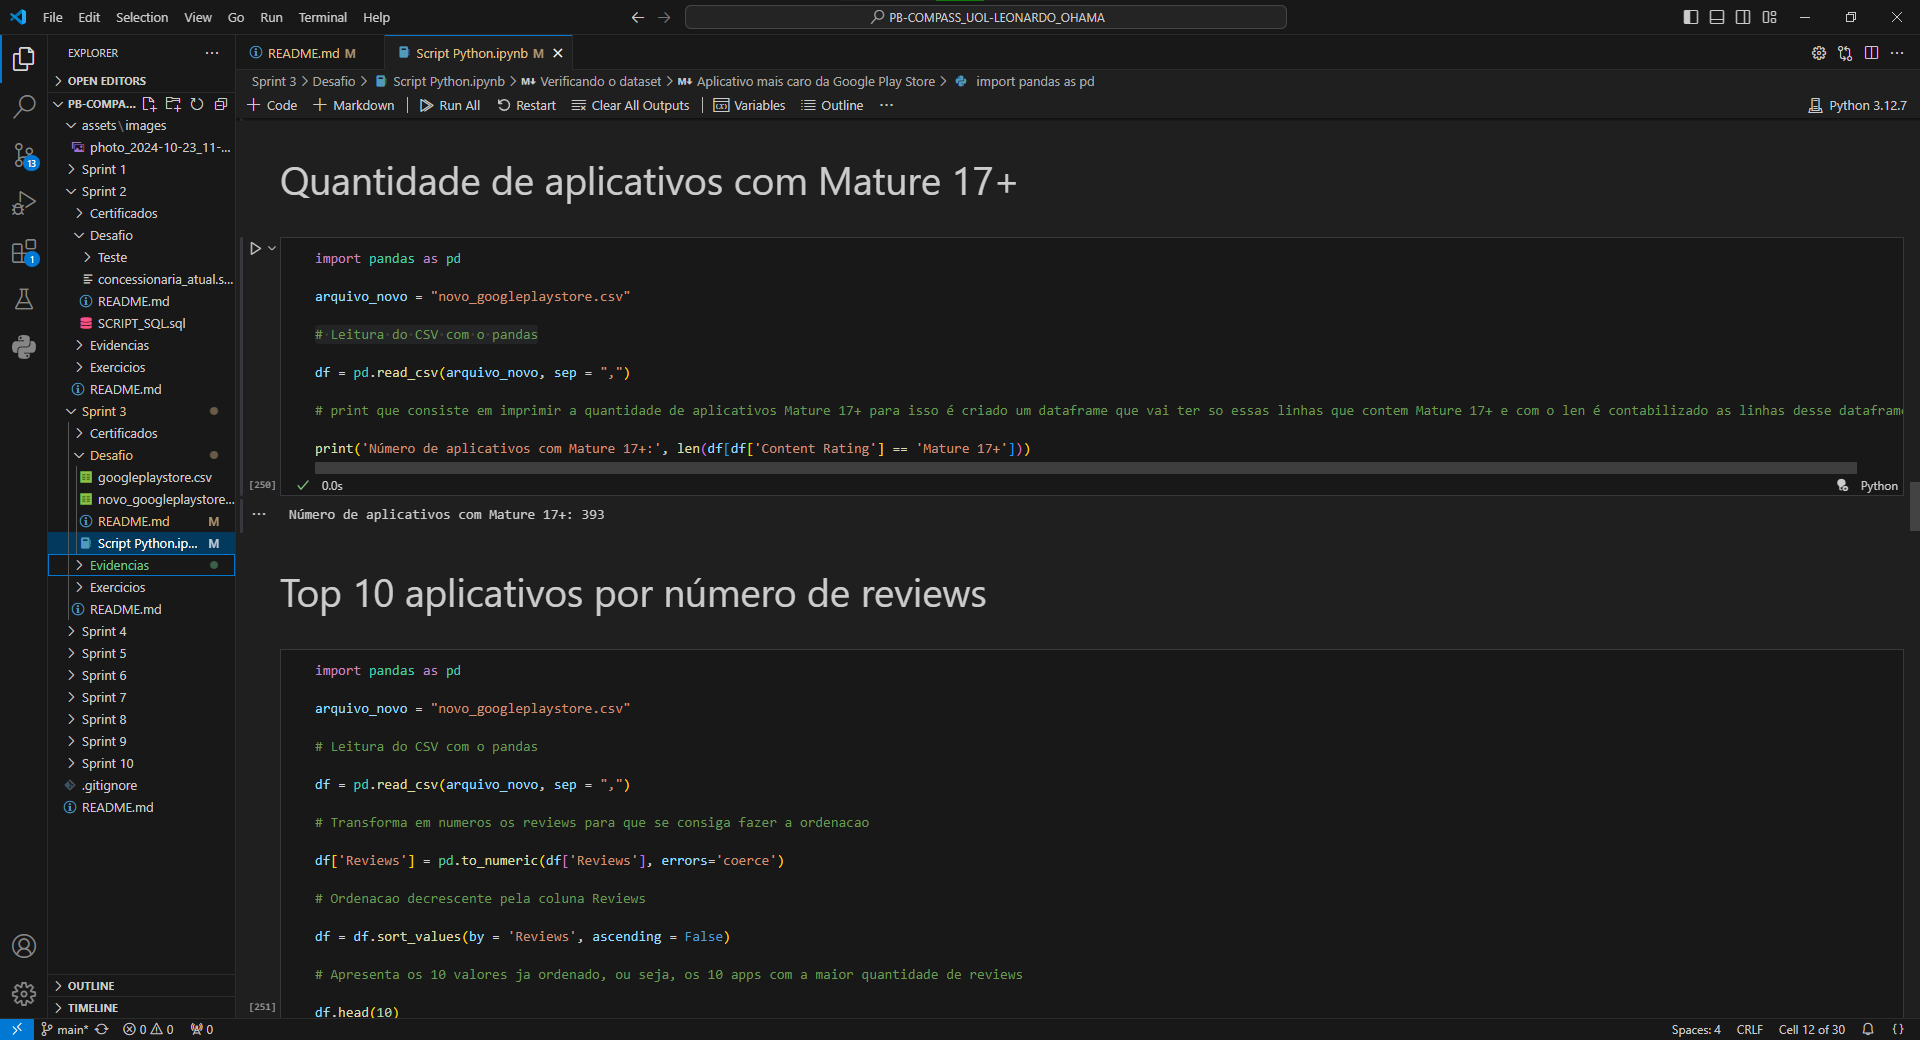 File Edit Selection View Go Run Terminal Help
PB-COMPASS_UOL-LEONARDO_OHAMA
EXPLORER
OPEN EDITORS
PB-COMPA...
assets\images
photo_2024-10-23_11-...
Sprint 1
Sprint 2
Certificados
Desafio
Teste
concessionaria_atual.s...
README.md
SCRIPT_SQL.sql
Evidencias
Exercicios
README.md
Sprint 3
Certificados
Desafio
googleplaystore.csv
novo_googleplaystore...
README.md M
Script Python.ip... M
Evidencias
Exercicios
README.md
Sprint 4
Sprint 5
Sprint 6
Sprint 7
Sprint 8
Sprint 9
Sprint 10
.gitignore
README.md
OUTLINE
TIMELINE
13
1
README.md M
Script Python.ipynb M
Sprint 3 > Desafio > Script Python.ipynb > M↓ Verificando o dataset > M↓ Aplicativo mais caro da Google Play Store > import pandas as pd
+ Code + Markdown | Run All Restart Clear All Outputs | Variables Outline ...
Python 3.12.7
Quantidade de aplicativos com Mature 17+
import pandas as pd
arquivo_novo = "novo_googleplaystore.csv"
# Leitura do CSV com o pandas
df = pd.read_csv(arquivo_novo, sep = ",")
# print que consiste em imprimir a quantidade de aplicativos Mature 17+ para isso é criado um dataframe que vai ter so essas linhas que contem Mature 17+ e com o len é contabilizado as linhas desse datafram
print('Número de aplicativos com Mature 17+:', len(df[df['Content Rating'] == 'Mature 17+']))
[250]
0.0s
Python
Número de aplicativos com Mature 17+: 393
Top 10 aplicativos por número de reviews
import pandas as pd
arquivo_novo = "novo_googleplaystore.csv"
# Leitura do CSV com o pandas
df = pd.read_csv(arquivo_novo, sep = ",")
# Transforma em numeros os reviews para que se consiga fazer a ordenacao
df['Reviews'] = pd.to_numeric(df['Reviews'], errors='coerce')
# Ordenacao decrescente pela coluna Reviews
df = df.sort_values(by = 'Reviews', ascending = False)
# Apresenta os 10 valores ja ordenado, ou seja, os 10 apps com a maior quantidade de reviews
df.head(10)
[251]
main* 0 0 0
Spaces: 4 CRLF Cell 12 of 30 {}